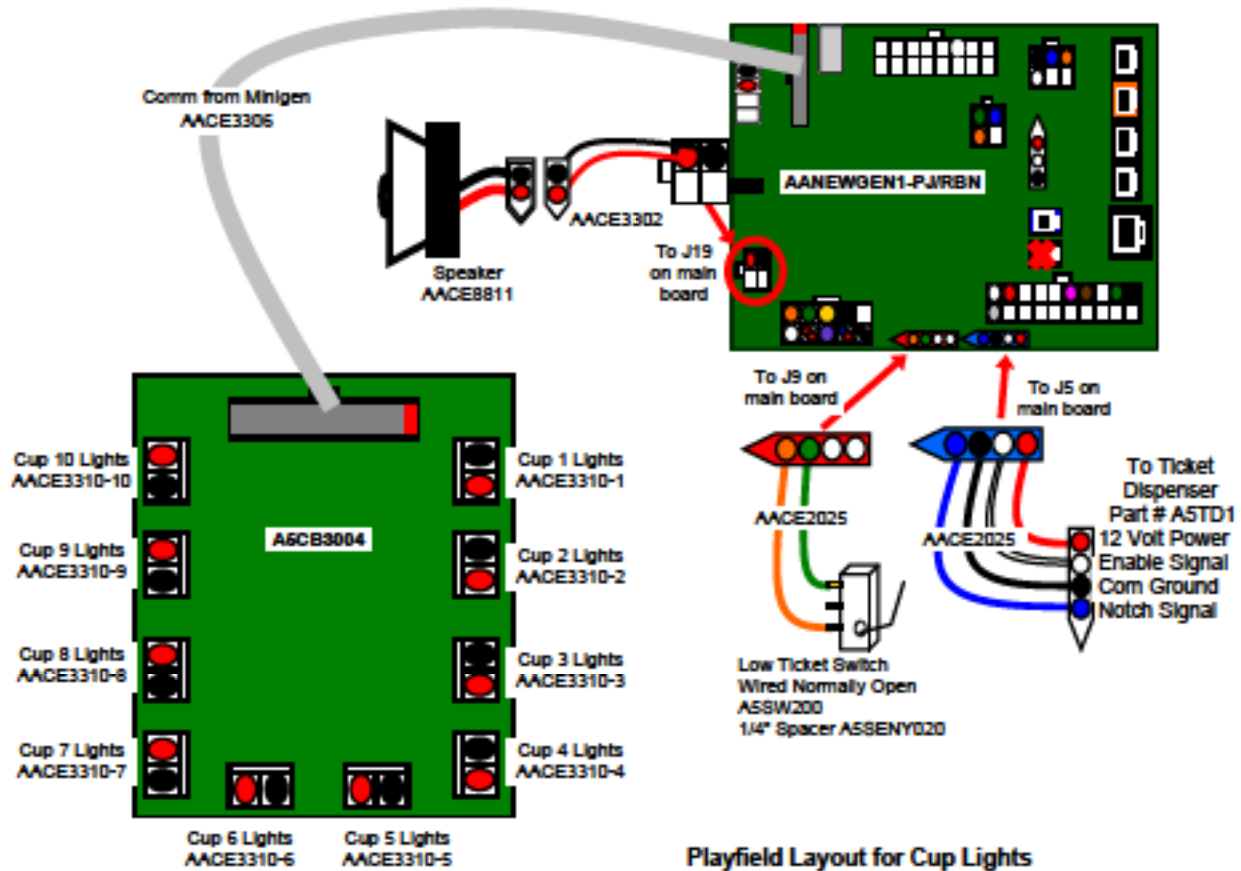 Comm from Minigen
AACE3306
AANEWGEN1-PJ/RBN
AACE3302
Speaker
AACE8811
To J19
on main
board
To J9 on
main board
To J5 on
main board
AACE2025
AACE2025
To Ticket
Dispenser
Part # A5TD1
12 Volt Power
Enable Signal
Com Ground
Notch Signal
Low Ticket Switch
Wired Normally Open
A5SW200
1/4" Spacer A5SENY020
A5CB3004
Cup 10 Lights
AACE3310-10
Cup 1 Lights
AACE3310-1
Cup 9 Lights
AACE3310-9
Cup 2 Lights
AACE3310-2
Cup 8 Lights
AACE3310-8
Cup 3 Lights
AACE3310-3
Cup 7 Lights
AACE3310-7
Cup 4 Lights
AACE3310-4
Cup 6 Lights
AACE3310-6
Cup 5 Lights
AACE3310-5
Playfield Layout for Cup Lights